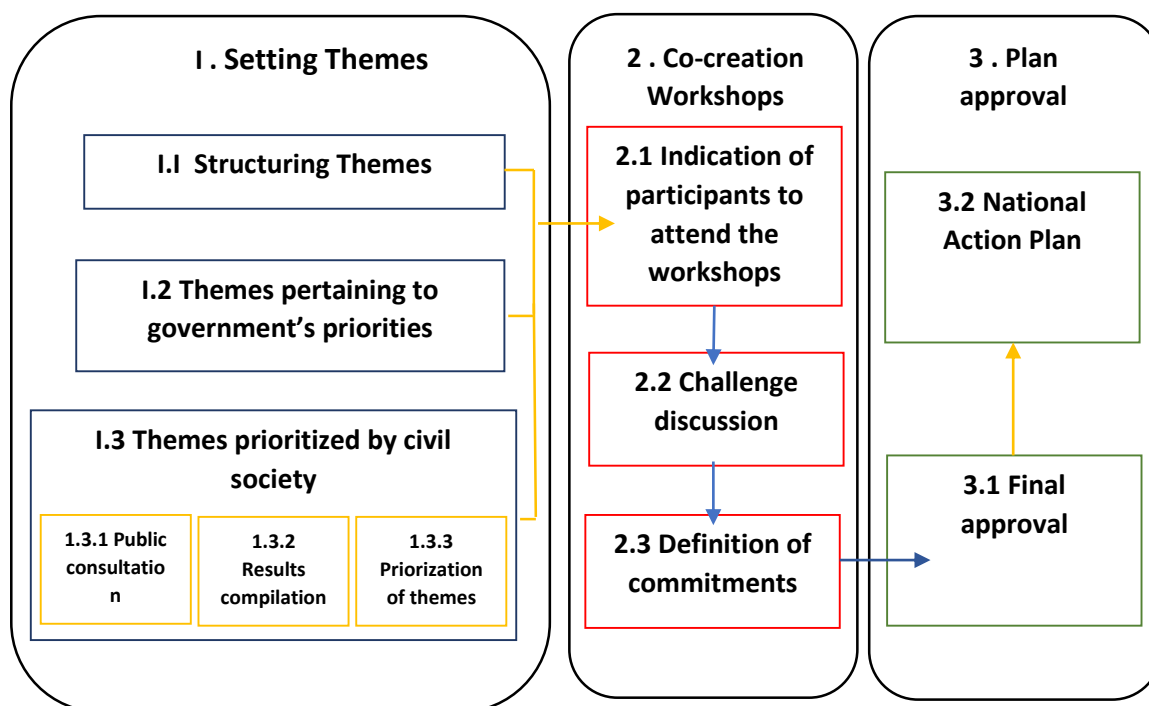 I . Setting Themes
I.I Structuring Themes
I.2 Themes pertaining to
government’s priorities
I.3 Themes prioritized by civil
society
1.3.1 Public
consultatio
n
1.3.2
Results
compilation
1.3.3
Priorization
of themes
2 . Co-creation
Workshops
2.1 Indication of
participants to
attend the
workshops
2.2 Challenge
discussion
2.3 Definition of
commitments
3 . Plan
approval
3.2 National
Action Plan
3.1 Final
approval